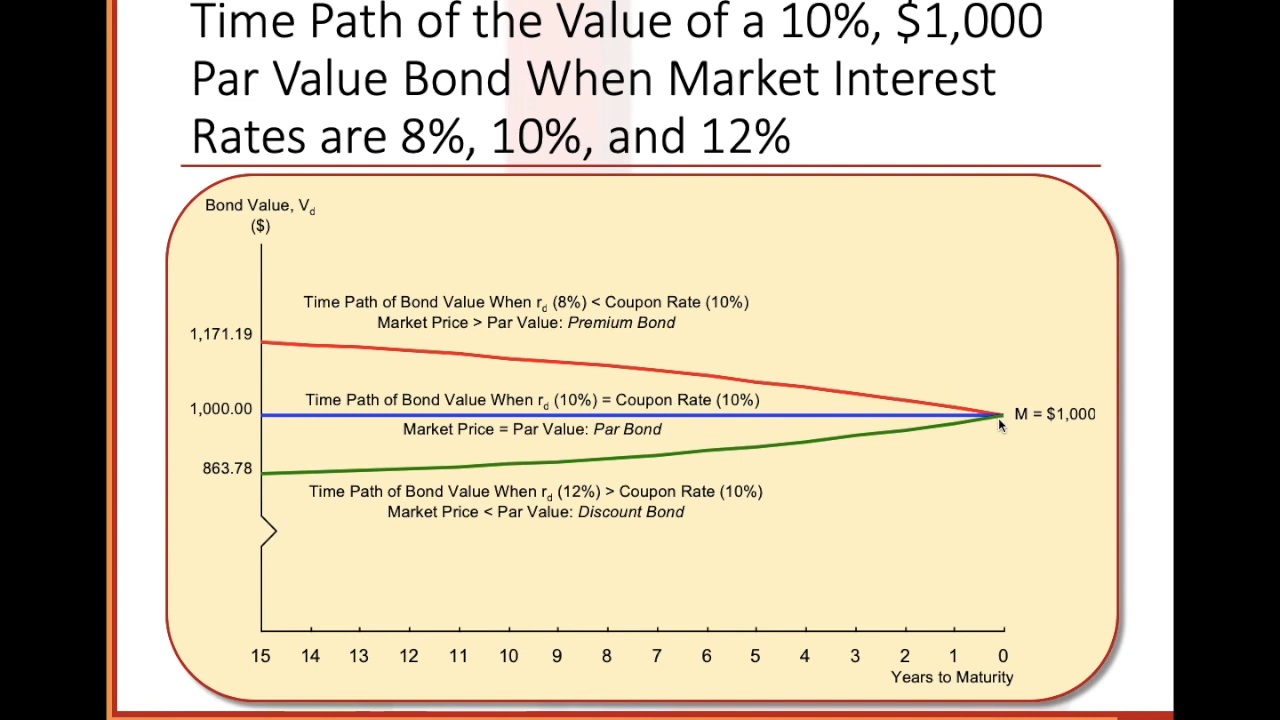 Time Path of the Value of a 10%, $1,000
Par Value Bond When Market Interest
Rates are 8%, 10%, and 12%
Bond Value, Vd
($)
Time Path of Bond Value When rd (8%) < Coupon Rate (10%)
Market Price > Par Value: Premium Bond
1,171.19
Time Path of Bond Value When rd (10%) = Coupon Rate (10%)
1,000.00
M = $1,000
Market Price = Par Value: Par Bond
863.78
Time Path of Bond Value When rd (12%) > Coupon Rate (10%)
Market Price < Par Value: Discount Bond
15 14 13 12 11 10 9 8 7 6 5 4 3 2 1 0
Years to Maturity